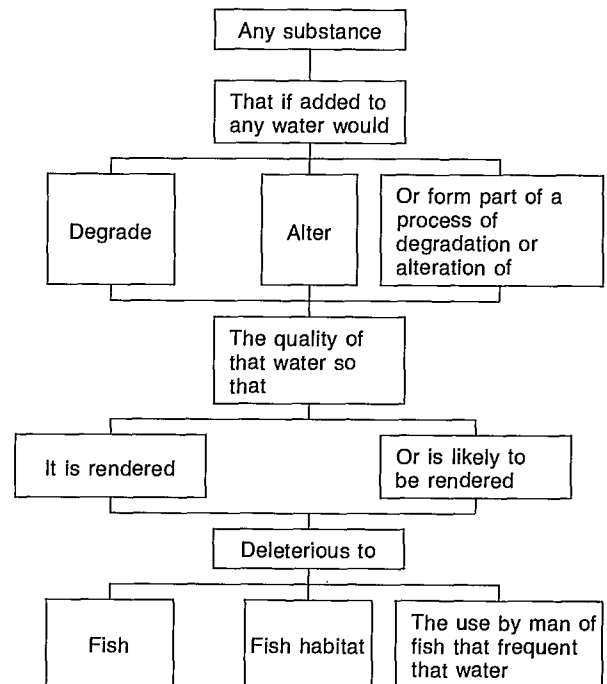 Any substance
That if added to
any water would
Degrade
Alter
Or form part of a
process of
degradation or
alteration of
The quality of
that water so
that
It is rendered
Or is likely to
be rendered
Deleterious to
Fish
Fish habitat
The use by man of
fish that frequent
that water